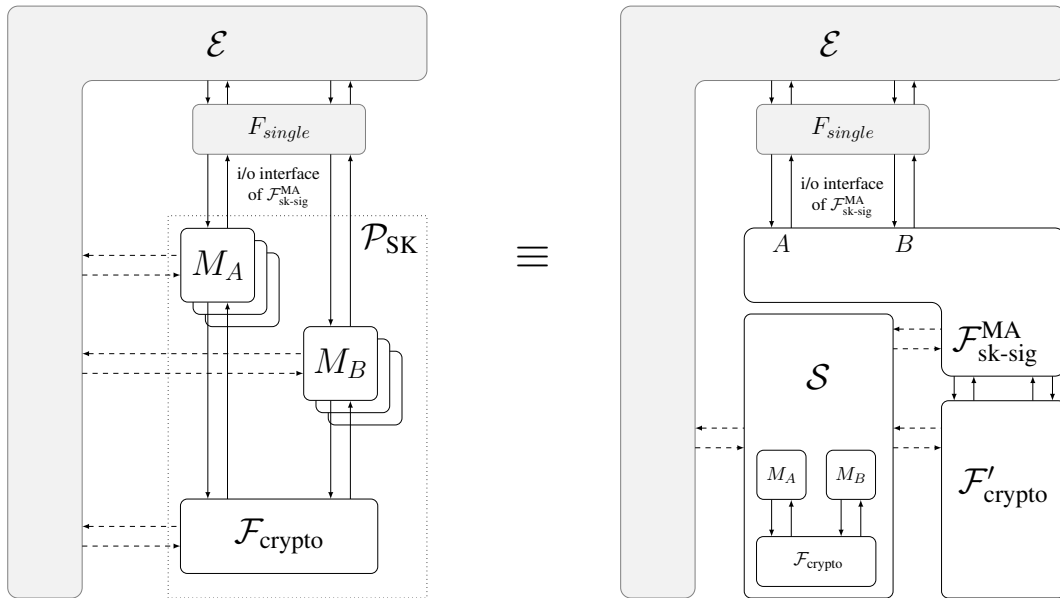 ℰ
F_single
i/o interface
of ℱ^MA_sk-sig
𝒫_SK
M_A
M_B
ℱ_crypto
≡
ℰ
F_single
i/o interface
of ℱ^MA_sk-sig
A B
ℱ^MA_sk-sig
𝒮
M_A M_B
ℱ_crypto
ℱ′_crypto